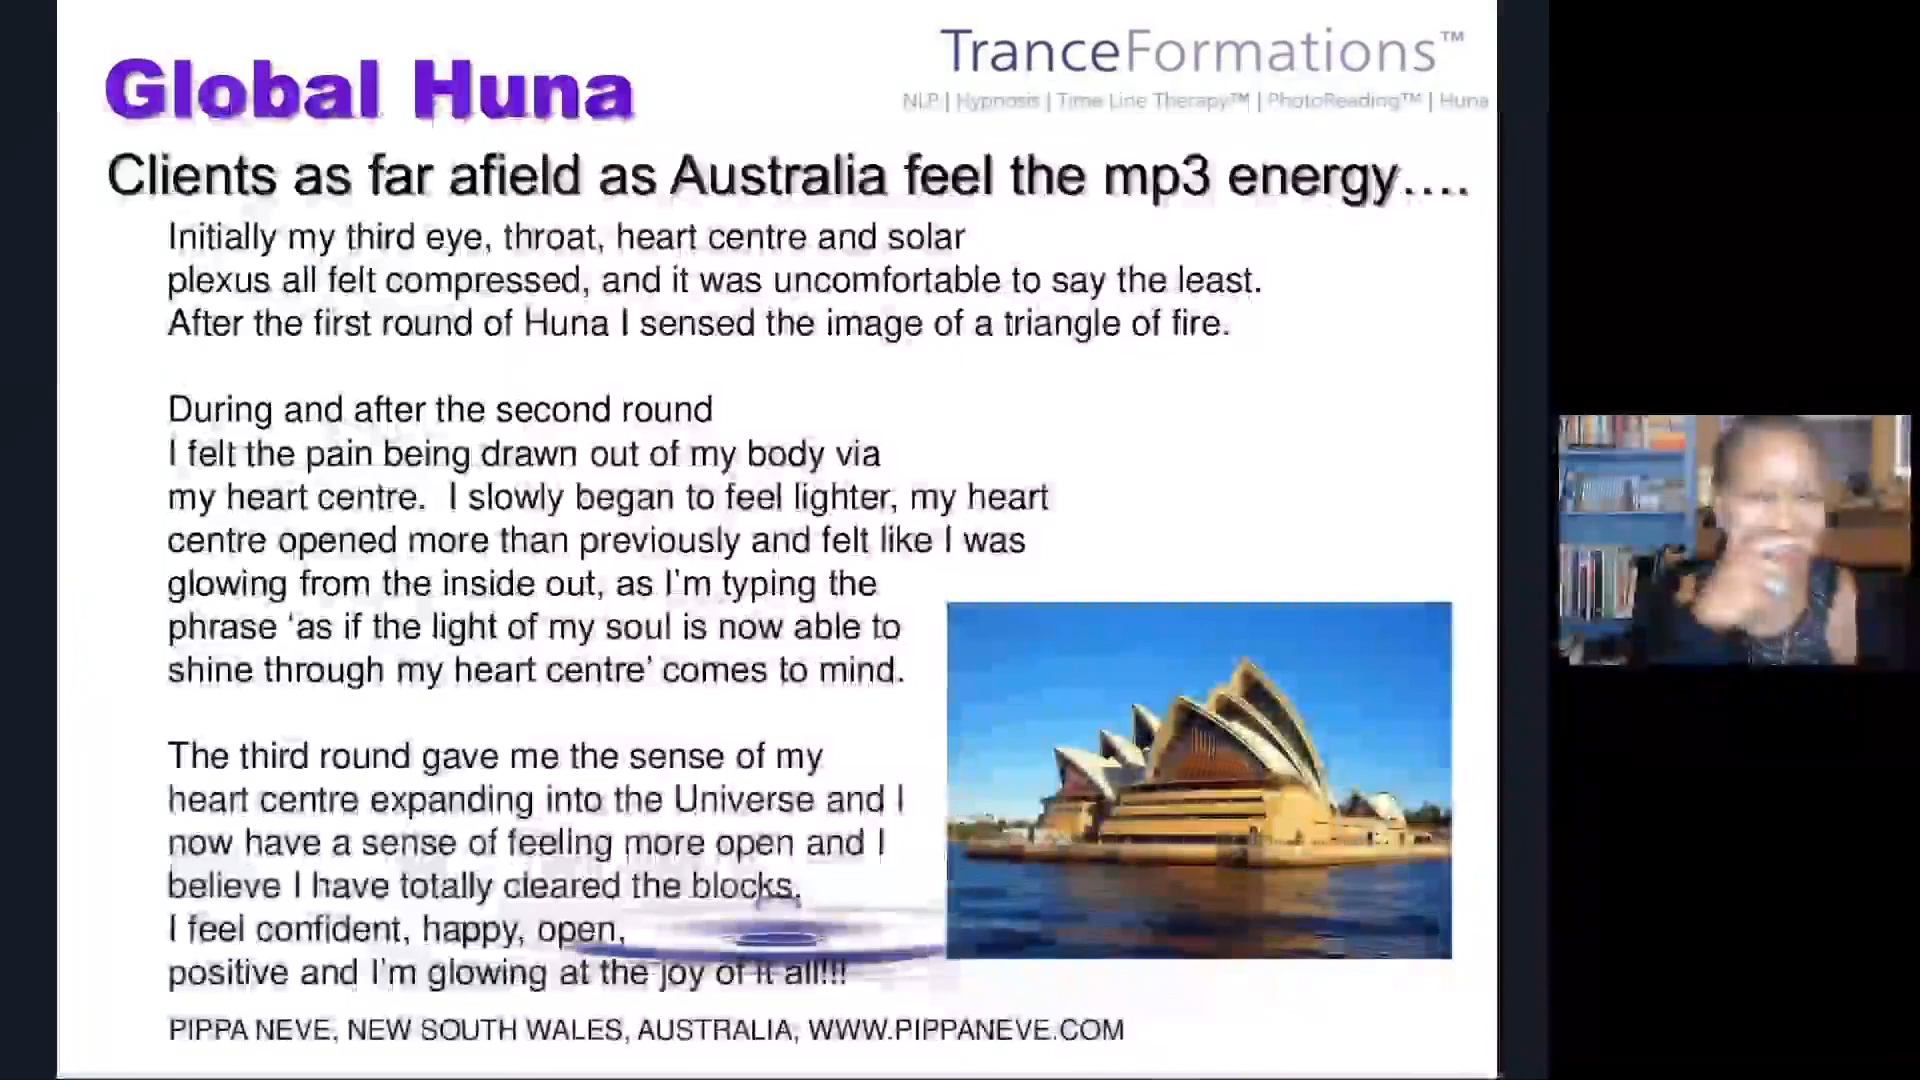 TranceFormations™
NLP | Hypnosis | Time Line Therapy™ | PhotoReading™ | Huna
Global Huna
Clients as far afield as Australia feel the mp3 energy....
Initially my third eye, throat, heart centre and solar
plexus all felt compressed, and it was uncomfortable to say the least.
After the first round of Huna I sensed the image of a triangle of fire.
During and after the second round
I felt the pain being drawn out of my body via
my heart centre.  I slowly began to feel lighter, my heart
centre opened more than previously and felt like I was
glowing from the inside out, as I'm typing the
phrase 'as if the light of my soul is now able to
shine through my heart centre' comes to mind.
The third round gave me the sense of my
heart centre expanding into the Universe and I
now have a sense of feeling more open and I
believe I have totally cleared the blocks.
I feel confident, happy, open,
positive and I'm glowing at the joy of it all!!!
PIPPA NEVE, NEW SOUTH WALES, AUSTRALIA, WWW.PIPPANEVE.COM